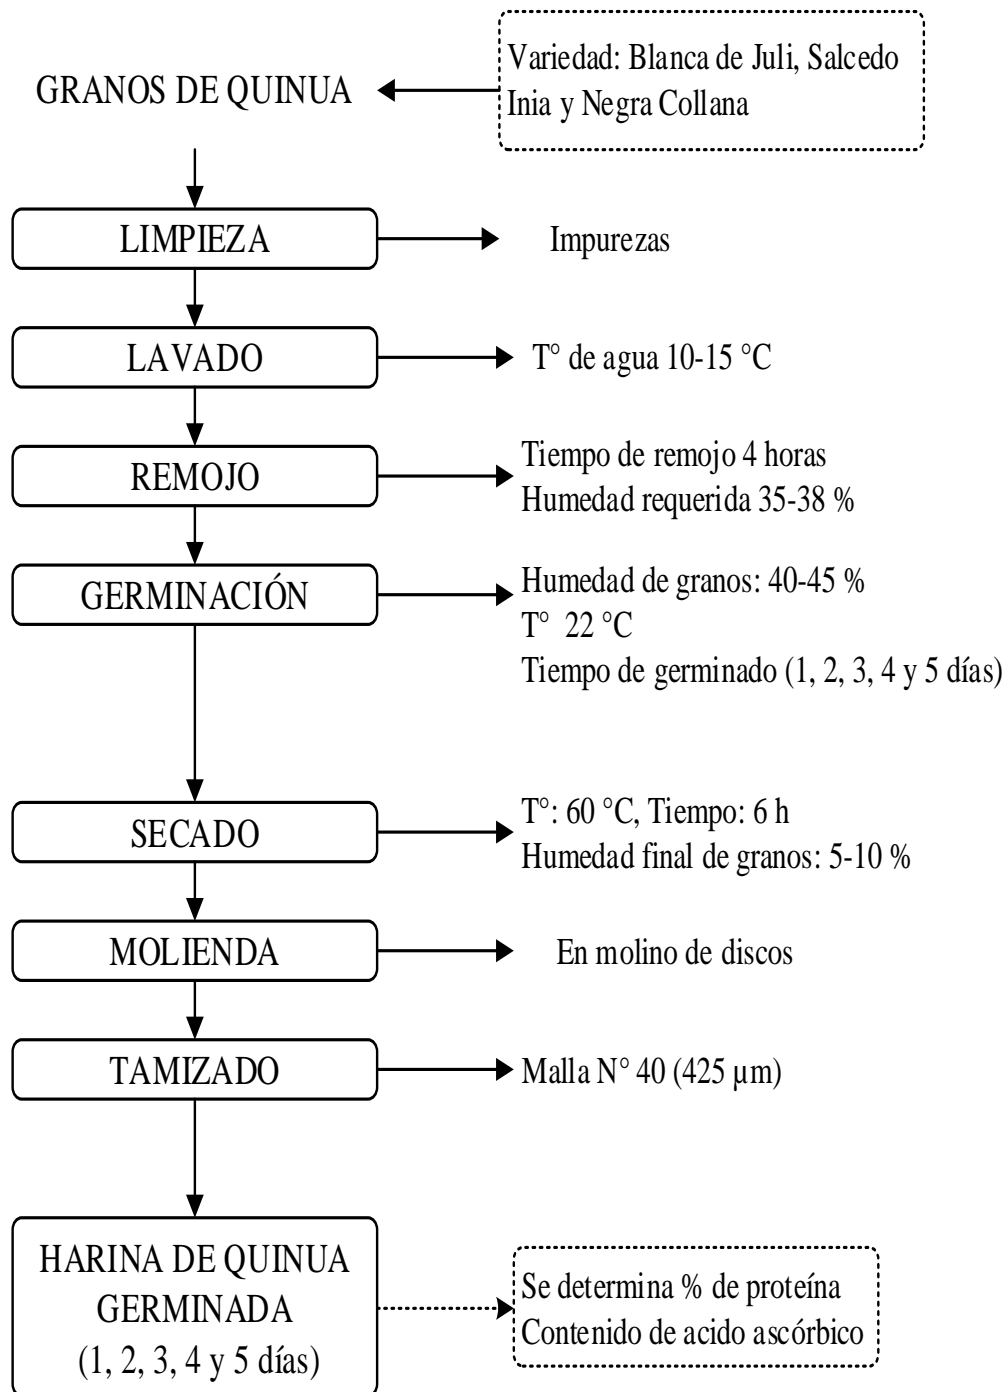 Variedad: Blanca de Juli, Salcedo
Inia y Negra Collana
GRANOS DE QUINUA
LIMPIEZA
Impurezas
LAVADO
T° de agua 10-15 °C
REMOJO
Tiempo de remojo 4 horas
Humedad requerida 35-38 %
GERMINACIÓN
Humedad de granos: 40-45 %
T° 22 °C
Tiempo de germinado (1, 2, 3, 4 y 5 días)
SECADO
T°: 60 °C, Tiempo: 6 h
Humedad final de granos: 5-10 %
MOLIENDA
En molino de discos
TAMIZADO
Malla N° 40 (425 µm)
HARINA DE QUINUA
GERMINADA
(1, 2, 3, 4 y 5 días)
Se determina % de proteína
Contenido de acido ascórbico